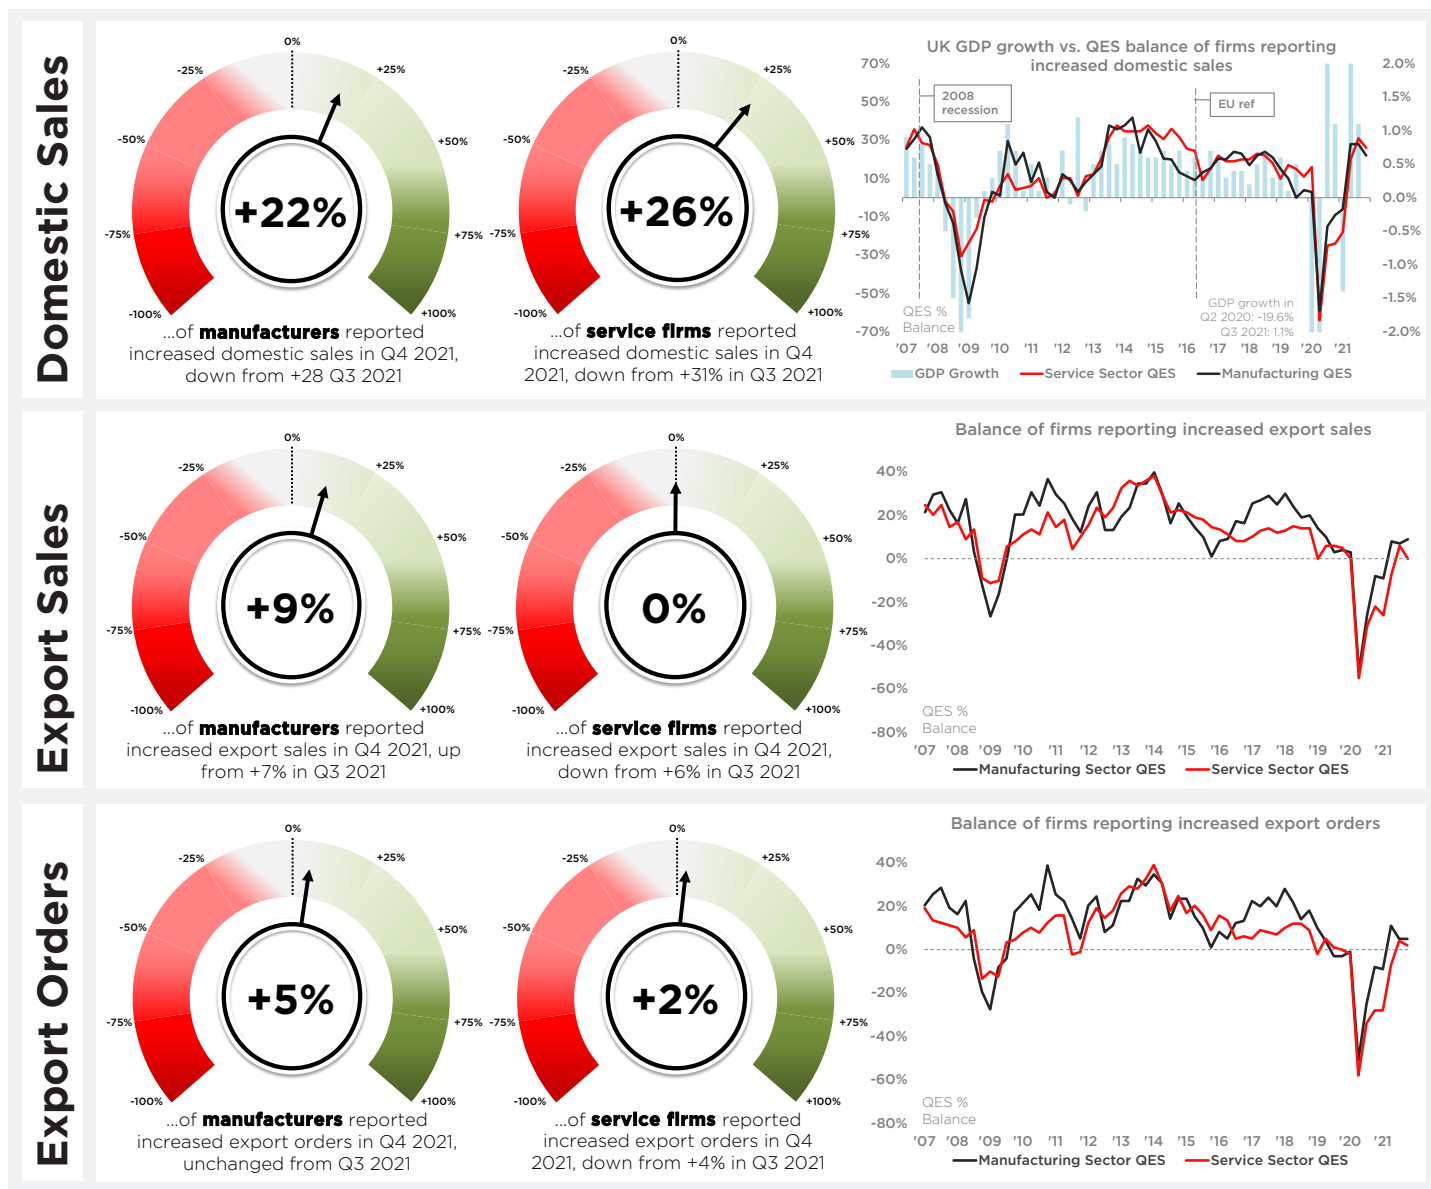 Domestic Sales
0%
-25%
+25%
-50%
+50%
-75%
+75%
-100%
+100%
+22%
...of manufacturers reported
increased domestic sales in Q4 2021,
down from +28 Q3 2021
0%
-25%
+25%
-50%
+50%
-75%
+75%
-100%
+100%
+26%
...of service firms reported
increased domestic sales in Q4
2021, down from +31% in Q3 2021
UK GDP growth vs. QES balance of firms reporting
increased domestic sales
70%
50%
30%
10%
-10%
-30%
-50%
-70%
2.0%
1.5%
1.0%
0.5%
0.0%
-0.5%
-1.0%
-1.5%
-2.0%
2008
recession
EU ref
QES %
Balance
GDP growth in
Q2 2020: -19.6%
Q3 2021: 1.1%
'07 '08 '09 '10 '11 '12 '13 '14 '15 '16 '17 '18 '19 '20 '21
GDP Growth Service Sector QES Manufacturing QES
Export Sales
0%
-25%
+25%
-50%
+50%
-75%
+75%
-100%
+100%
+9%
...of manufacturers reported
increased export sales in Q4 2021, up
from +7% in Q3 2021
0%
-25%
+25%
-50%
+50%
-75%
+75%
-100%
+100%
0%
...of service firms reported
increased export sales in Q4 2021,
down from +6% in Q3 2021
Balance of firms reporting increased export sales
40%
20%
0%
-20%
-40%
-60%
-80%
QES %
Balance
'07 '08 '09 '10 '11 '12 '13 '14 '15 '16 '17 '18 '19 '20 '21
Manufacturing Sector QES Service Sector QES
Export Orders
0%
-25%
+25%
-50%
+50%
-75%
+75%
-100%
+100%
+5%
...of manufacturers reported
increased export orders in Q4 2021,
unchanged from Q3 2021
0%
-25%
+25%
-50%
+50%
-75%
+75%
-100%
+100%
+2%
...of service firms reported
increased export orders in Q4
2021, down from +4% in Q3 2021
Balance of firms reporting increased export orders
40%
20%
0%
-20%
-40%
-60%
-80%
QES %
Balance
'07 '08 '09 '10 '11 '12 '13 '14 '15 '16 '17 '18 '19 '20 '21
Manufacturing Sector QES Service Sector QES